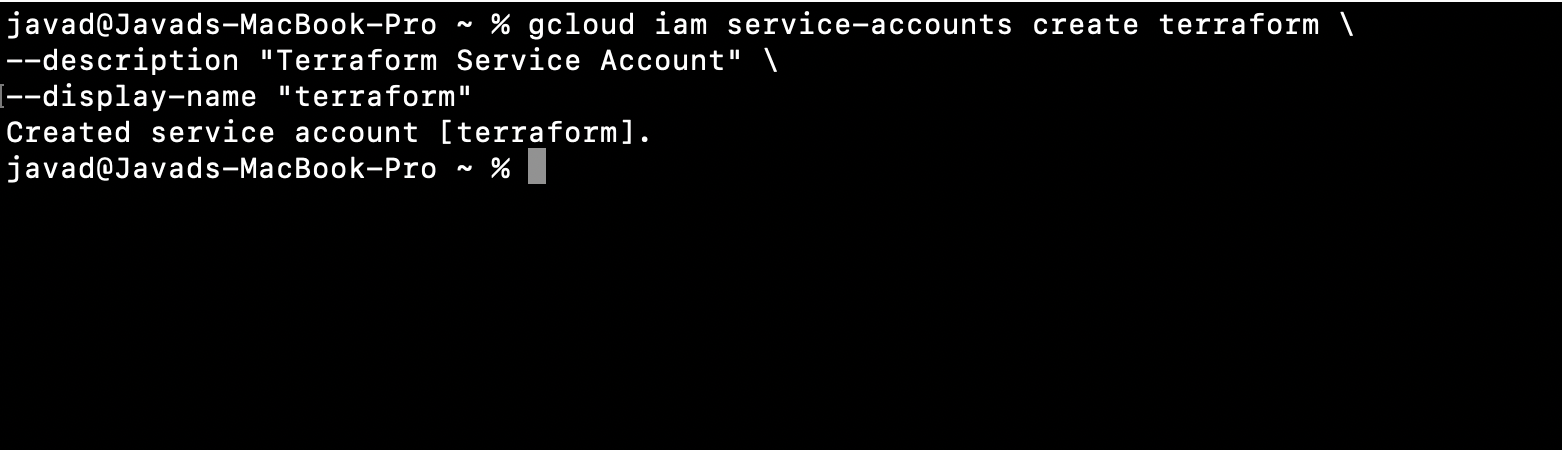 javad@Javads-MacBook-Pro ~ % gcloud iam service-accounts create terraform \
--description "Terraform Service Account" \
--display-name "terraform"
Created service account [terraform].
javad@Javads-MacBook-Pro ~ %